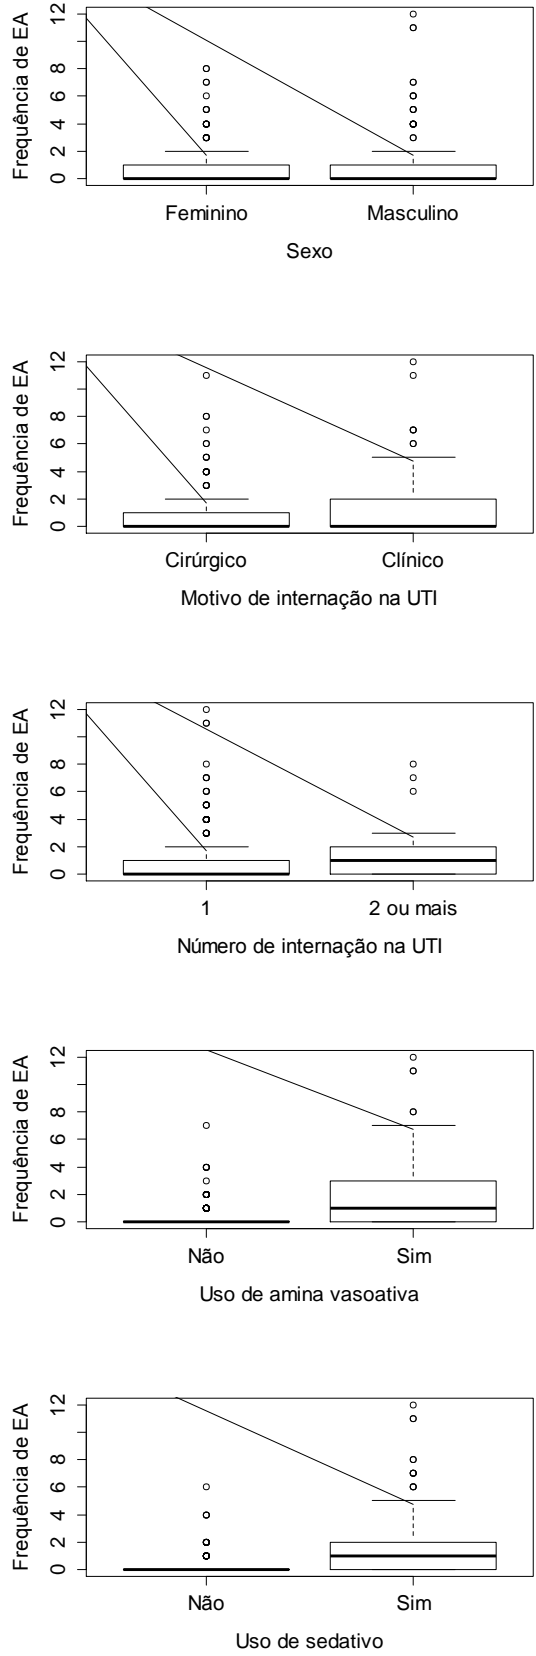 Frequência de EA
0 2 4 6 8 12
Feminino Masculino
Sexo
Frequência de EA
0 2 4 6 8 12
Cirúrgico Clínico
Motivo de internação na UTI
Frequência de EA
0 2 4 6 8 12
1 2 ou mais
Número de internação na UTI
Frequência de EA
0 2 4 6 8 12
Não Sim
Uso de amina vasoativa
Frequência de EA
0 2 4 6 8 12
Não Sim
Uso de sedativo